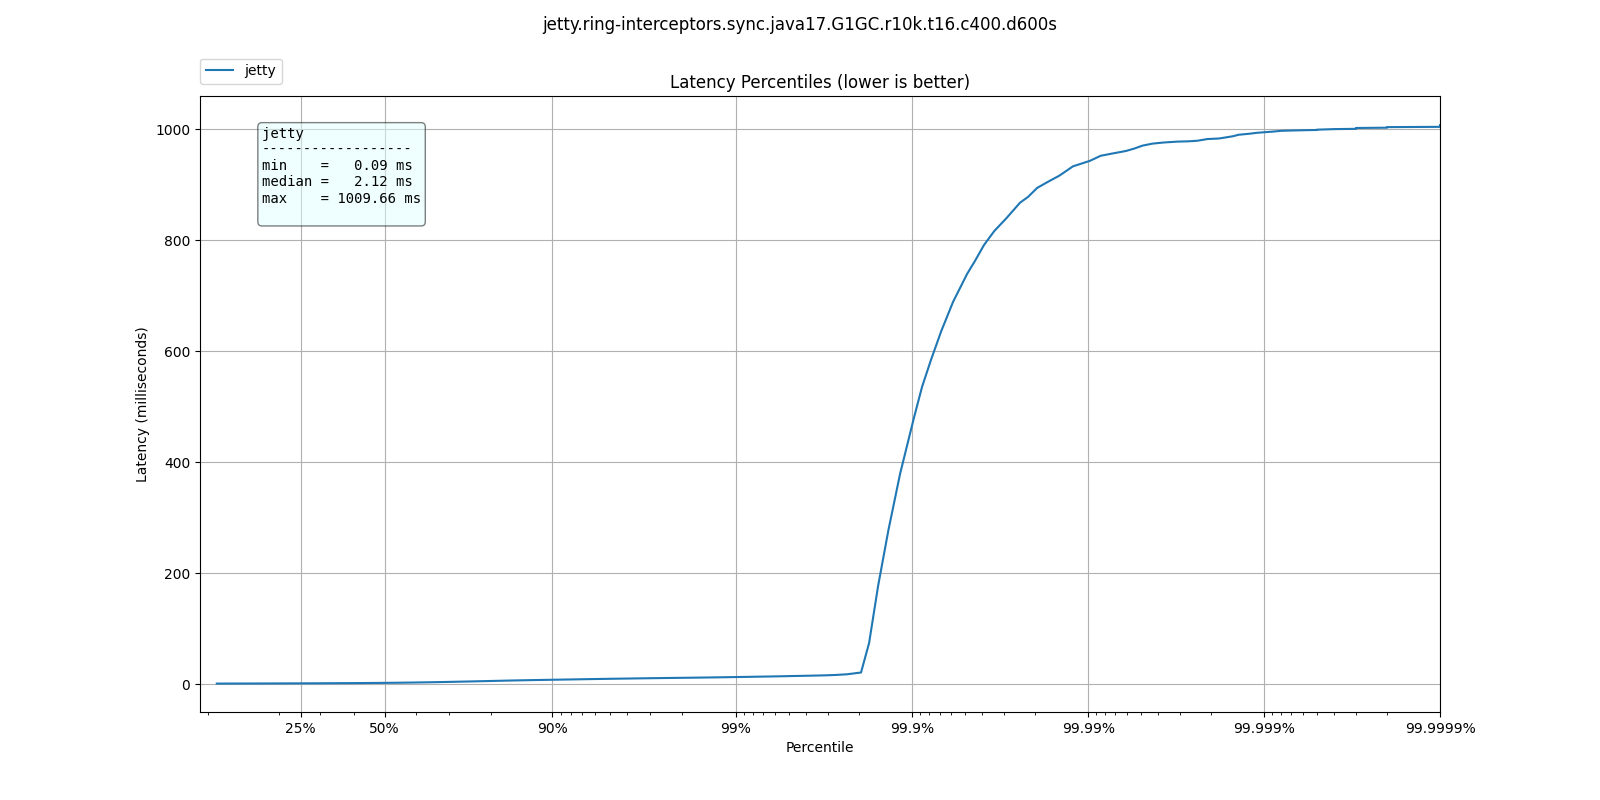 jetty.ring-interceptors.sync.java17.G1GC.r10k.t16.c400.d600s
jetty
Latency Percentiles (lower is better)
jetty
------------------
min    =   0.09 ms
median =   2.12 ms
max    = 1009.66 ms
1000
800
600
400
200
0
Latency (milliseconds)
25% 50% 90% 99% 99.9% 99.99% 99.999% 99.9999%
Percentile